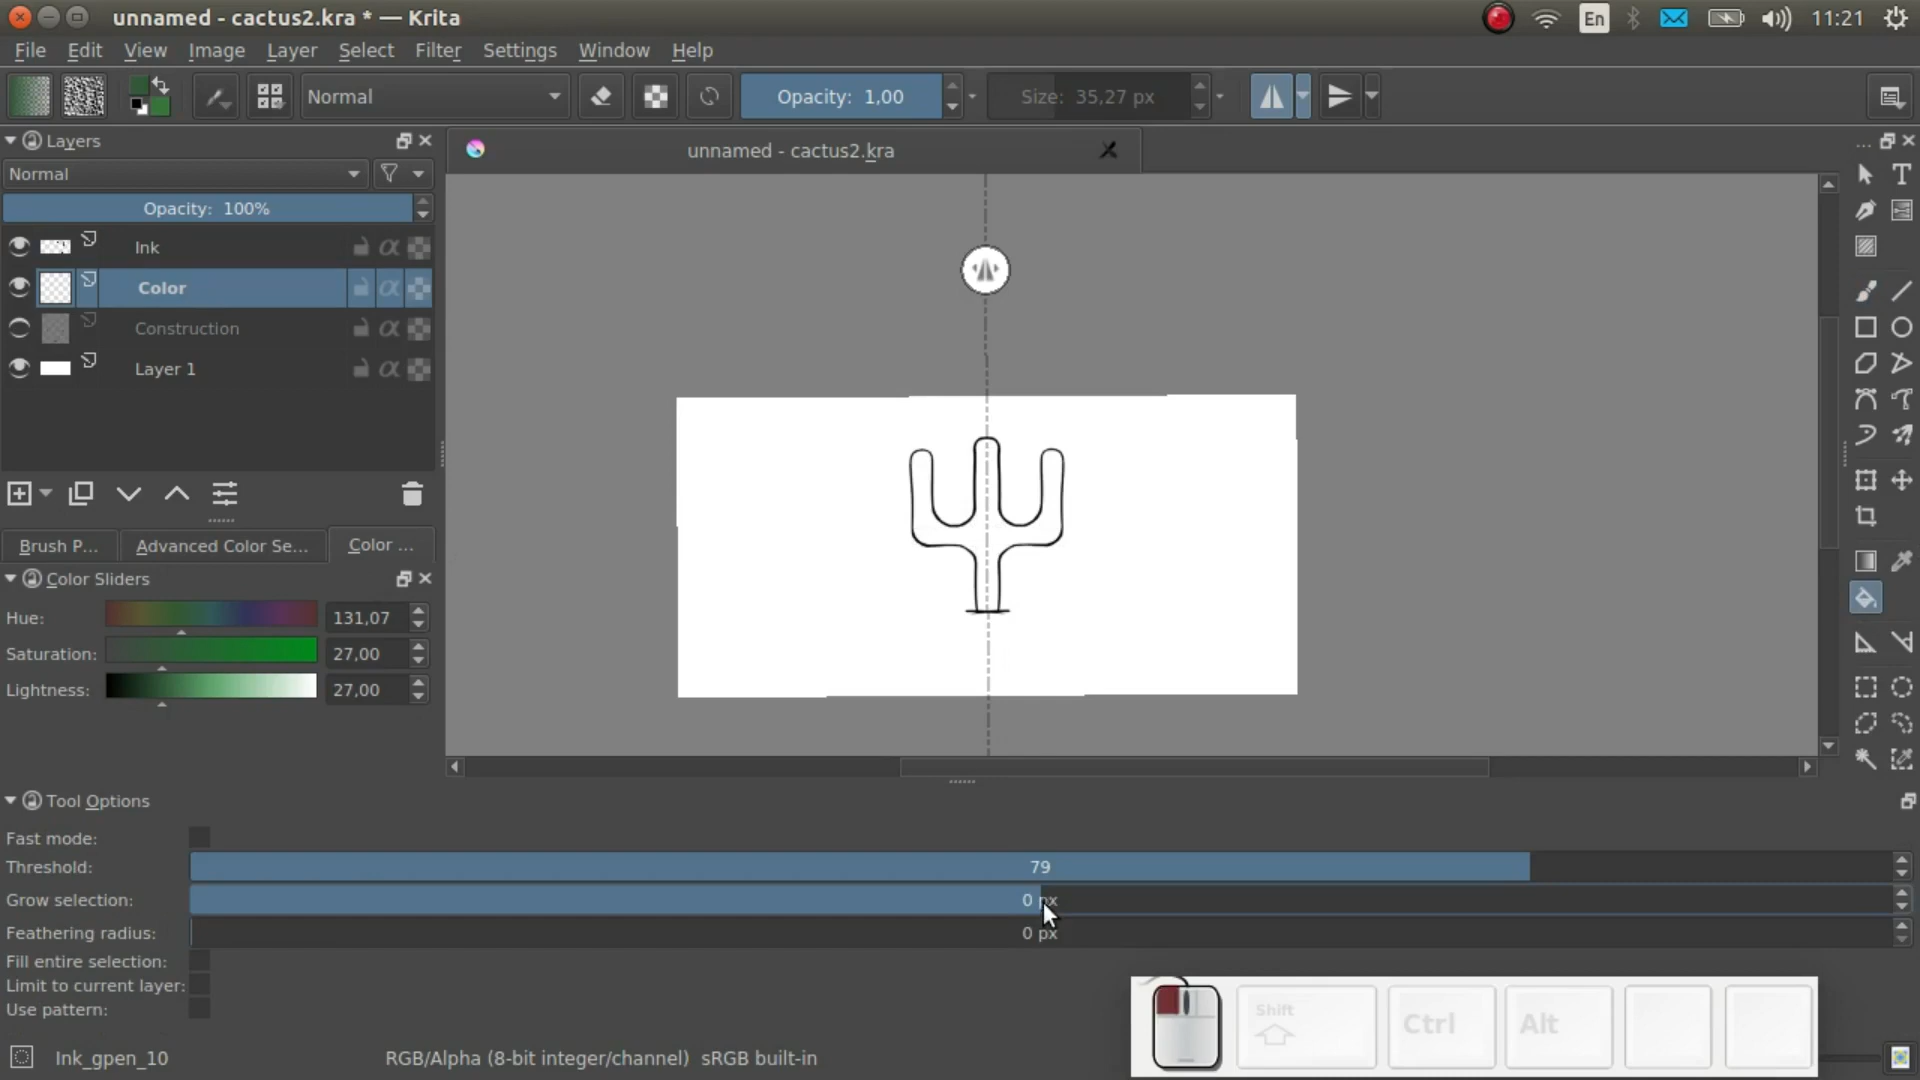 unnamed - cactus2.kra * — Krita
En
11:21
File Edit View Image Layer Select Filter Settings Window Help
Normal
Opacity: 1,00
Size: 35,27 px
Layers
unnamed - cactus2.kra
Normal
Opacity: 100%
Ink
Color
Construction
Layer 1
Brush P...
Advanced Color Se...
Color ...
Color Sliders
Hue: 131,07
Saturation: 27,00
Lightness: 27,00
Tool Options
Fast mode:
Threshold: 79
Grow selection: 0 px
Feathering radius: 0 px
Fill entire selection:
Limit to current layer:
Use pattern:
Shift
Ctrl
Alt
Ink_gpen_10
RGB/Alpha (8-bit integer/channel) sRGB built-in